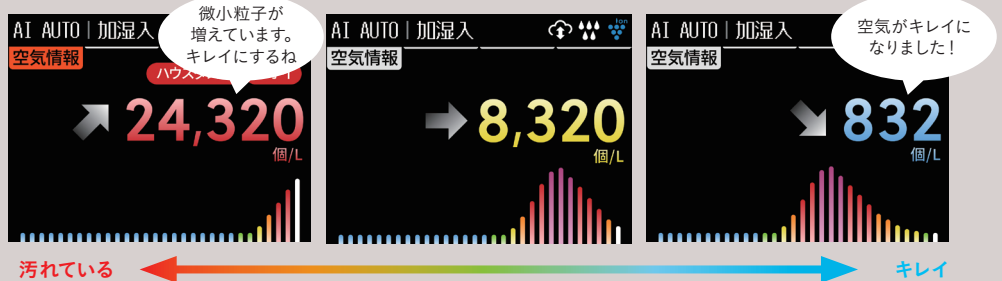 AI AUTO | 加湿入
微小粒子が
増えています。
キレイにするね
空気情報
ハウスダ
24,320
個/L
AI AUTO | 加湿入
ton
空気情報
8,320
個/L
AI AUTO | 加湿入
空気がキレイに
なりました!
空気情報
832
個/L
汚れている
キレイ